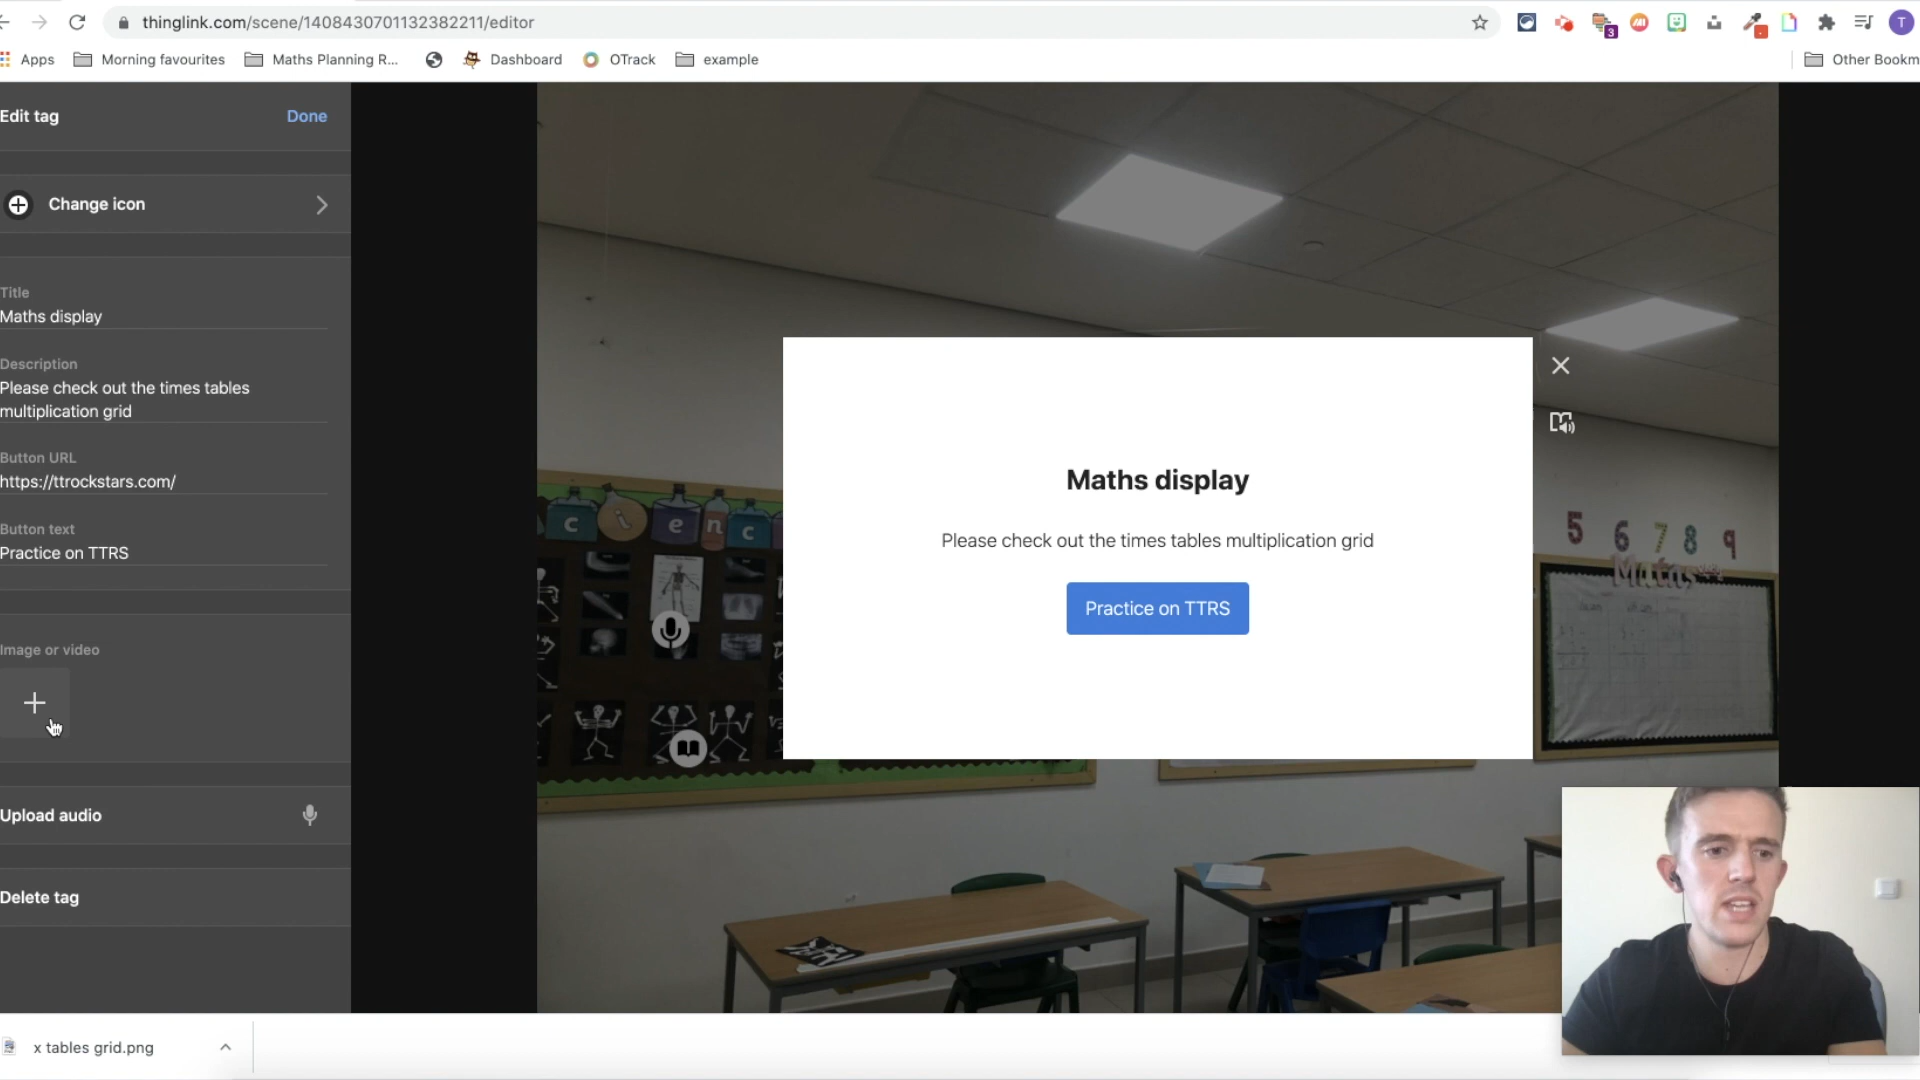 thinglink.com/scene/1408430701132382211/editor
3
T
Apps
Morning favourites
Maths Planning R...
Dashboard
OTrack
example
Other Bookm
Edit tag
Done
Change icon
Title
Maths display
Description
Please check out the times tables
multiplication grid
Button URL
https://ttrockstars.com/
Button text
Practice on TTRS
Image or video
Upload audio
Delete tag
Maths display
Please check out the times tables multiplication grid
Practice on TTRS
c i e n c
5 6 7 8 9
Maths
x tables grid.png